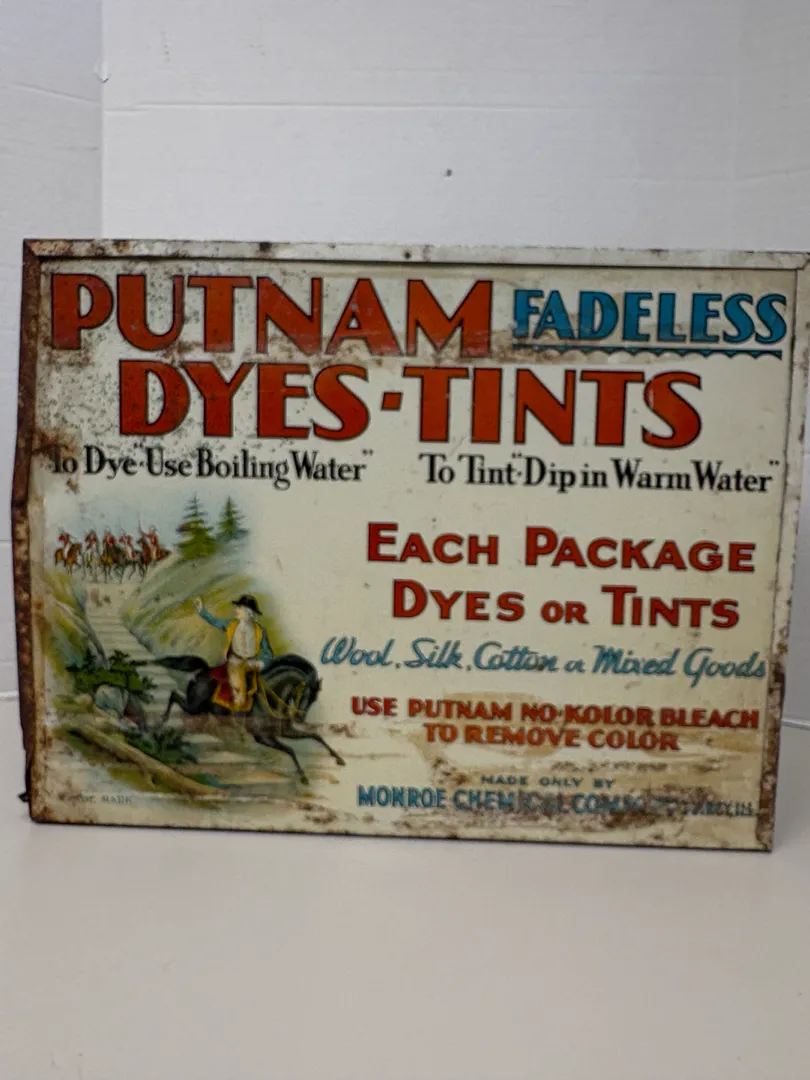 PUTNAM FADELESS
DYES-TINTS
To Dye "Use Boiling Water" To Tint "Dip in Warm Water"
EACH PACKAGE
DYES OR TINTS
Wool, Silk, Cotton or Mixed Goods
USE PUTNAM NO-KOLOR BLEACH
TO REMOVE COLOR
MADE ONLY BY
MONROE CHEMICAL
MARK